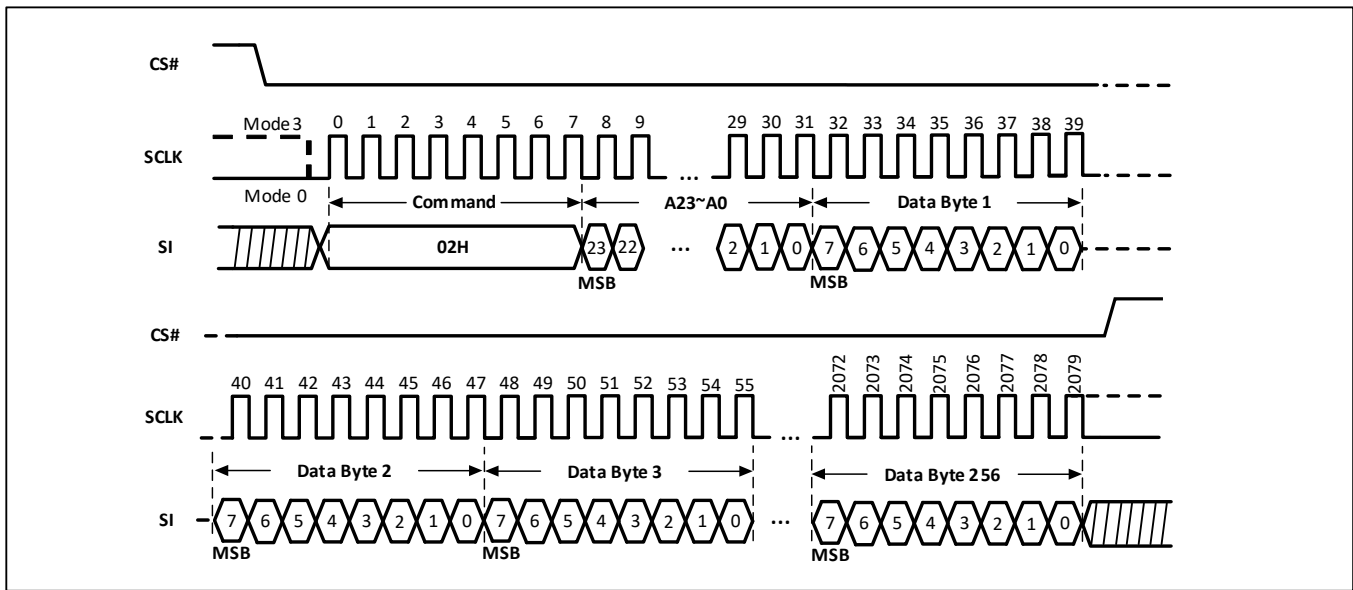 CS#
Mode 3 0 1 2 3 4 5 6 7 8 9 29 30 31 32 33 34 35 36 37 38 39
SCLK ...
Mode 0 Command A23~A0 Data Byte 1
SI 02H 23 22 ... 2 1 0 7 6 5 4 3 2 1 0
MSB MSB
CS#
40 41 42 43 44 45 46 47 48 49 50 51 52 53 54 55 2072 2073 2074 2075 2076 2077 2078 2079
SCLK ...
Data Byte 2 Data Byte 3 Data Byte 256
SI 7 6 5 4 3 2 1 0 7 6 5 4 3 2 1 0 ... 7 6 5 4 3 2 1 0
MSB MSB MSB